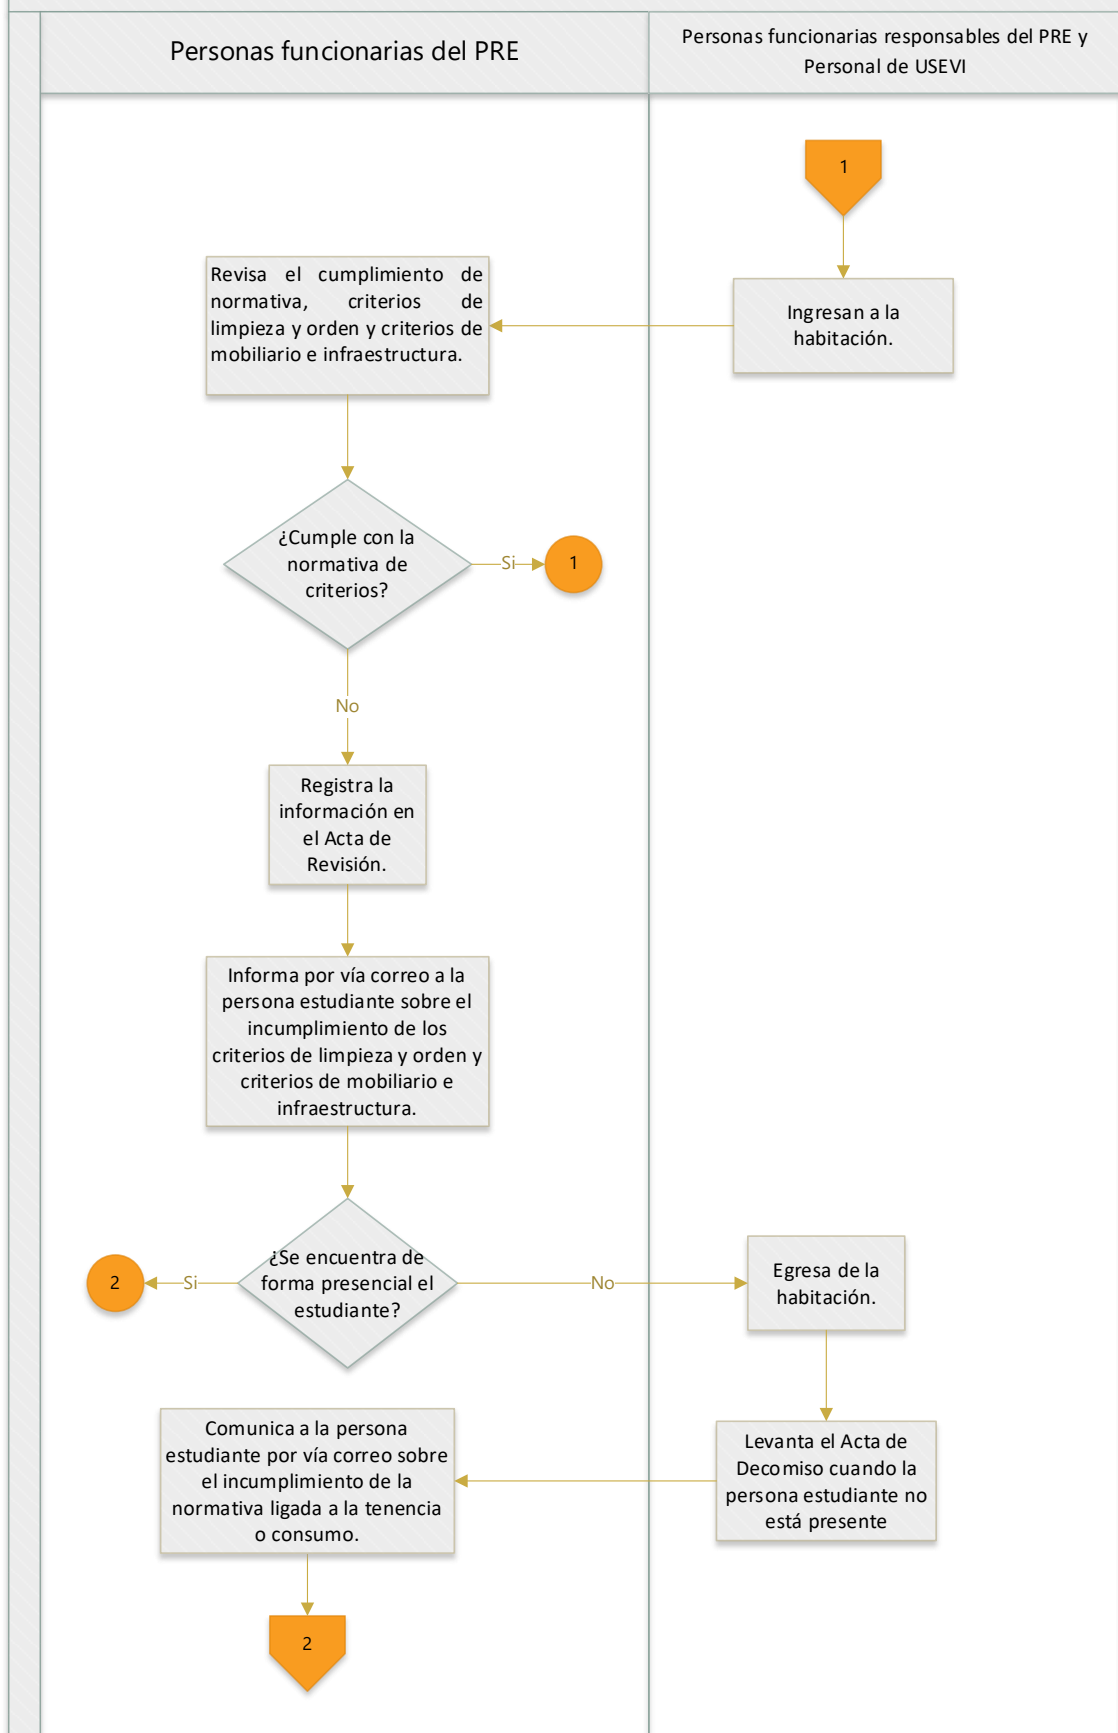 Personas funcionarias del PRE
Personas funcionarias responsables del PRE y
Personal de USEVI
1
Ingresan a la
habitación.
Revisa el cumplimiento de
normativa, criterios de
limpieza y orden y criterios de
mobiliario e infraestructura.
¿Cumple con la
normativa de
criterios?
Si
1
No
Registra la
información en
el Acta de
Revisión.
Informa por vía correo a la
persona estudiante sobre el
incumplimiento de los
criterios de limpieza y orden y
criterios de mobiliario e
infraestructura.
¿Se encuentra de
forma presencial el
estudiante?
Si
2
No
Egresa de la
habitación.
Levanta el Acta de
Decomiso cuando la
persona estudiante no
está presente
Comunica a la persona
estudiante por vía correo sobre
el incumplimiento de la
normativa ligada a la tenencia
o consumo.
2